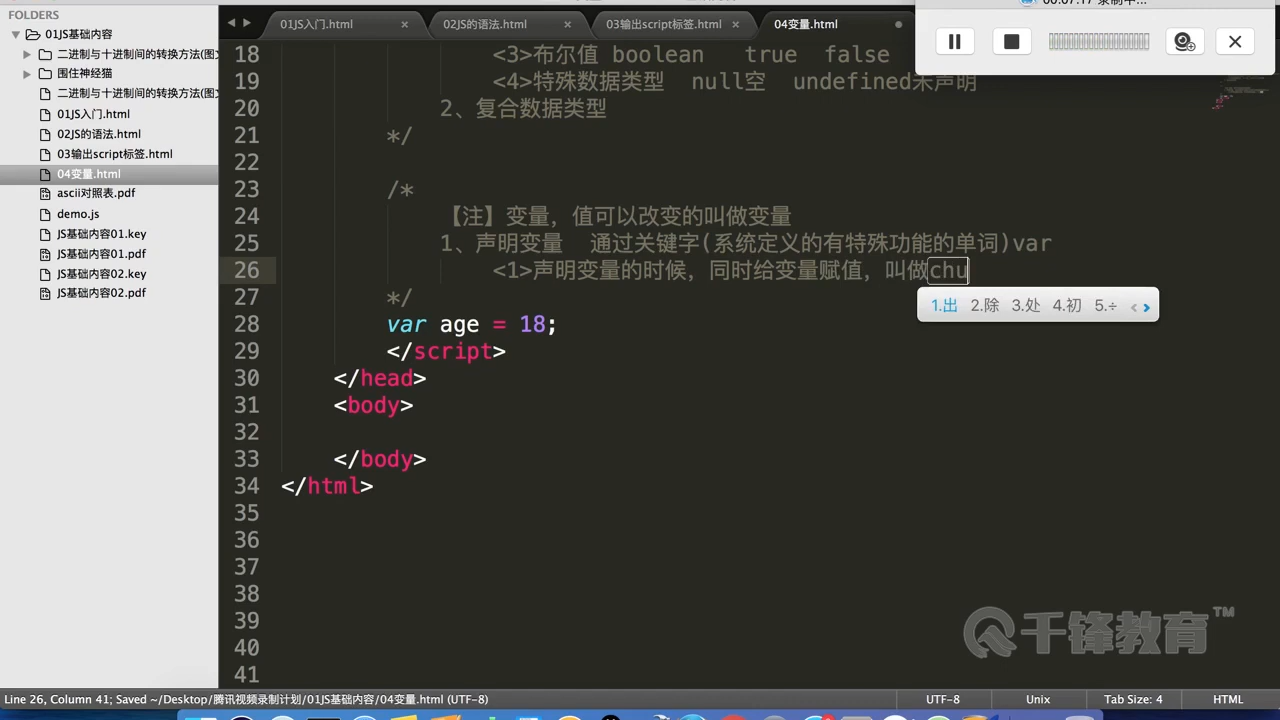 00:07:17 录制中...
FOLDERS
01JS基础内容
二进制与十进制间的转换方法(图文
围住神经猫
二进制与十进制间的转换方法(图文
01JS入门.html
02JS的语法.html
03输出script标签.html
04变量.html
ascii对照表.pdf
demo.js
JS基础内容01.key
JS基础内容01.pdf
JS基础内容02.key
JS基础内容02.pdf
01JS入门.html × 02JS的语法.html × 03输出script标签.html × 04变量.html
18 <3>布尔值 boolean true false
19 <4>特殊数据类型 null空 undefined未声明
20 2、复合数据类型
21 */
22
23 /*
24 【注】变量，值可以改变的叫做变量
25 1、声明变量 通过关键字(系统定义的有特殊功能的单词)var
26 <1>声明变量的时候，同时给变量赋值，叫做chu
1.出 2.除 3.处 4.初 5.÷
27 */
28 var age = 18;
29 </script>
30 </head>
31 <body>
32
33 </body>
34 </html>
35
36
37
38
39
40
41
千锋教育™
Line 26, Column 41; Saved ~/Desktop/腾讯视频录制计划/01JS基础内容/04变量.html (UTF-8) UTF-8 Unix Tab Size: 4 HTML